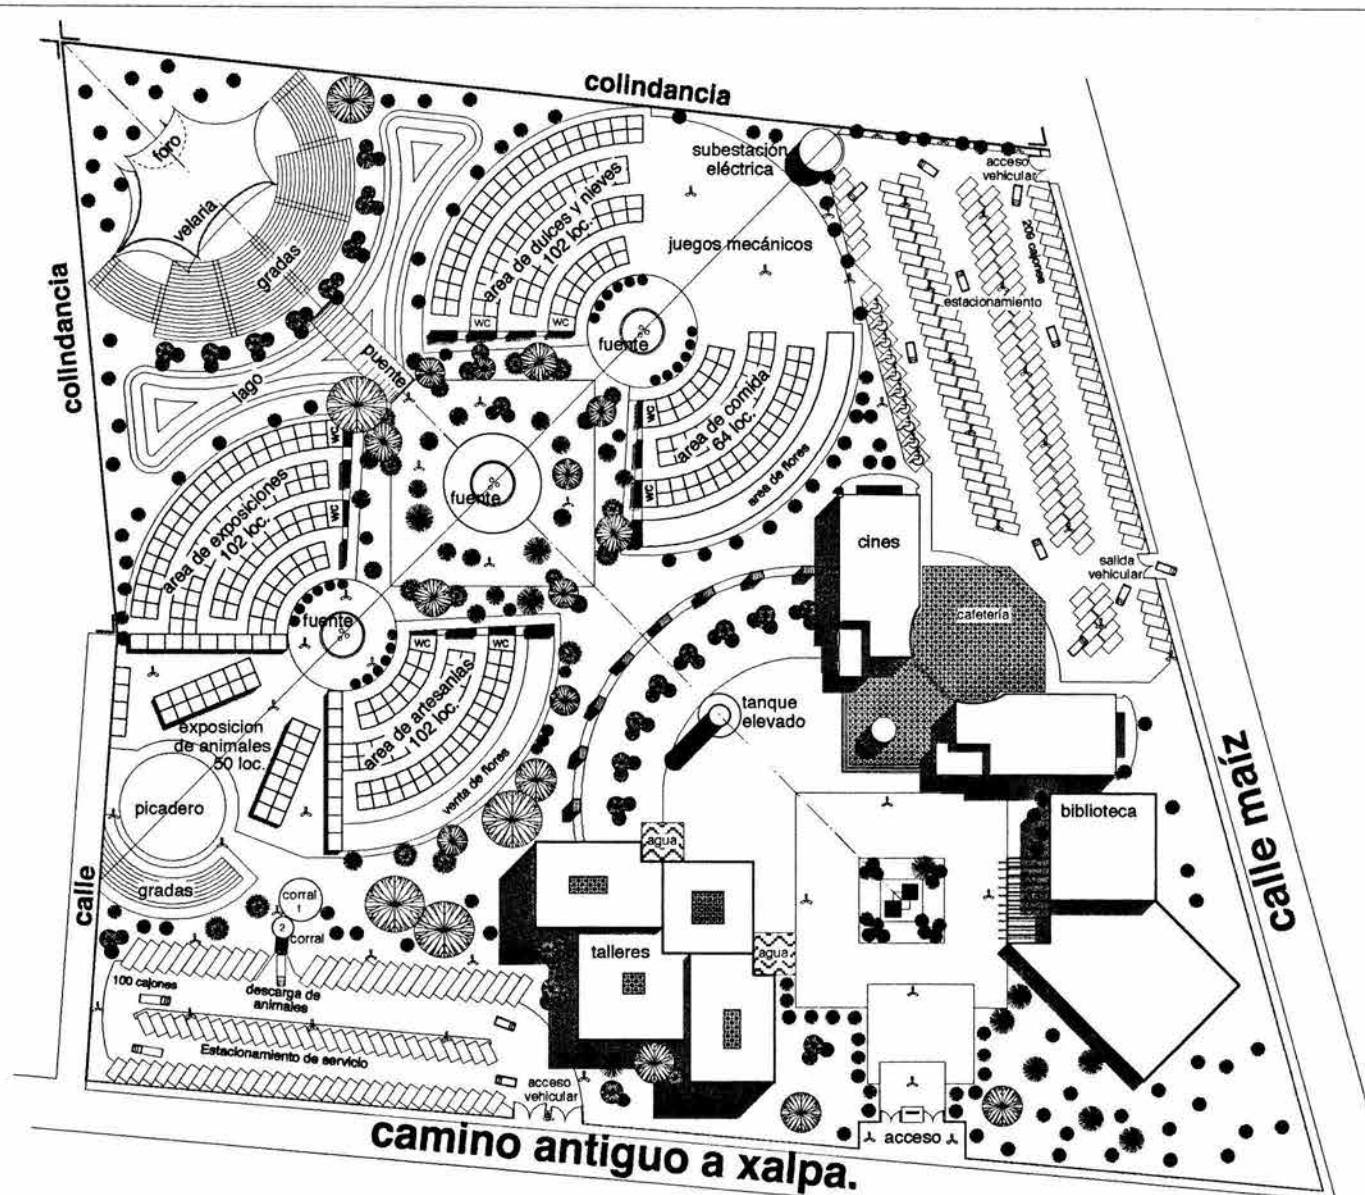 colindancia
foro
velaria
gradas
subestación
eléctrica
acceso
vehicular
209 cajones
area de dulces y nieves
102 loc.
juegos mecánicos
estacionamiento
colindancia
wc
wc
fuente
puente
lago
area de comida
64 loc.
area de flores
wc
wc
wc
wc
area de exposiciones
102 loc.
fuente
cines
salida
vehicular
cafetería
fuente
wc
wc
area de artesanias
102 loc.
venta de flores
exposicion
de animales
50 loc.
tanque
elevado
picadero
gradas
biblioteca
calle maíz
agua
calle
corral
1
2
corral
talleres
agua
100 cajones
descarga de
animales
Estacionamiento de servicio
acceso
vehicular
acceso
camino antiguo a xalpa.